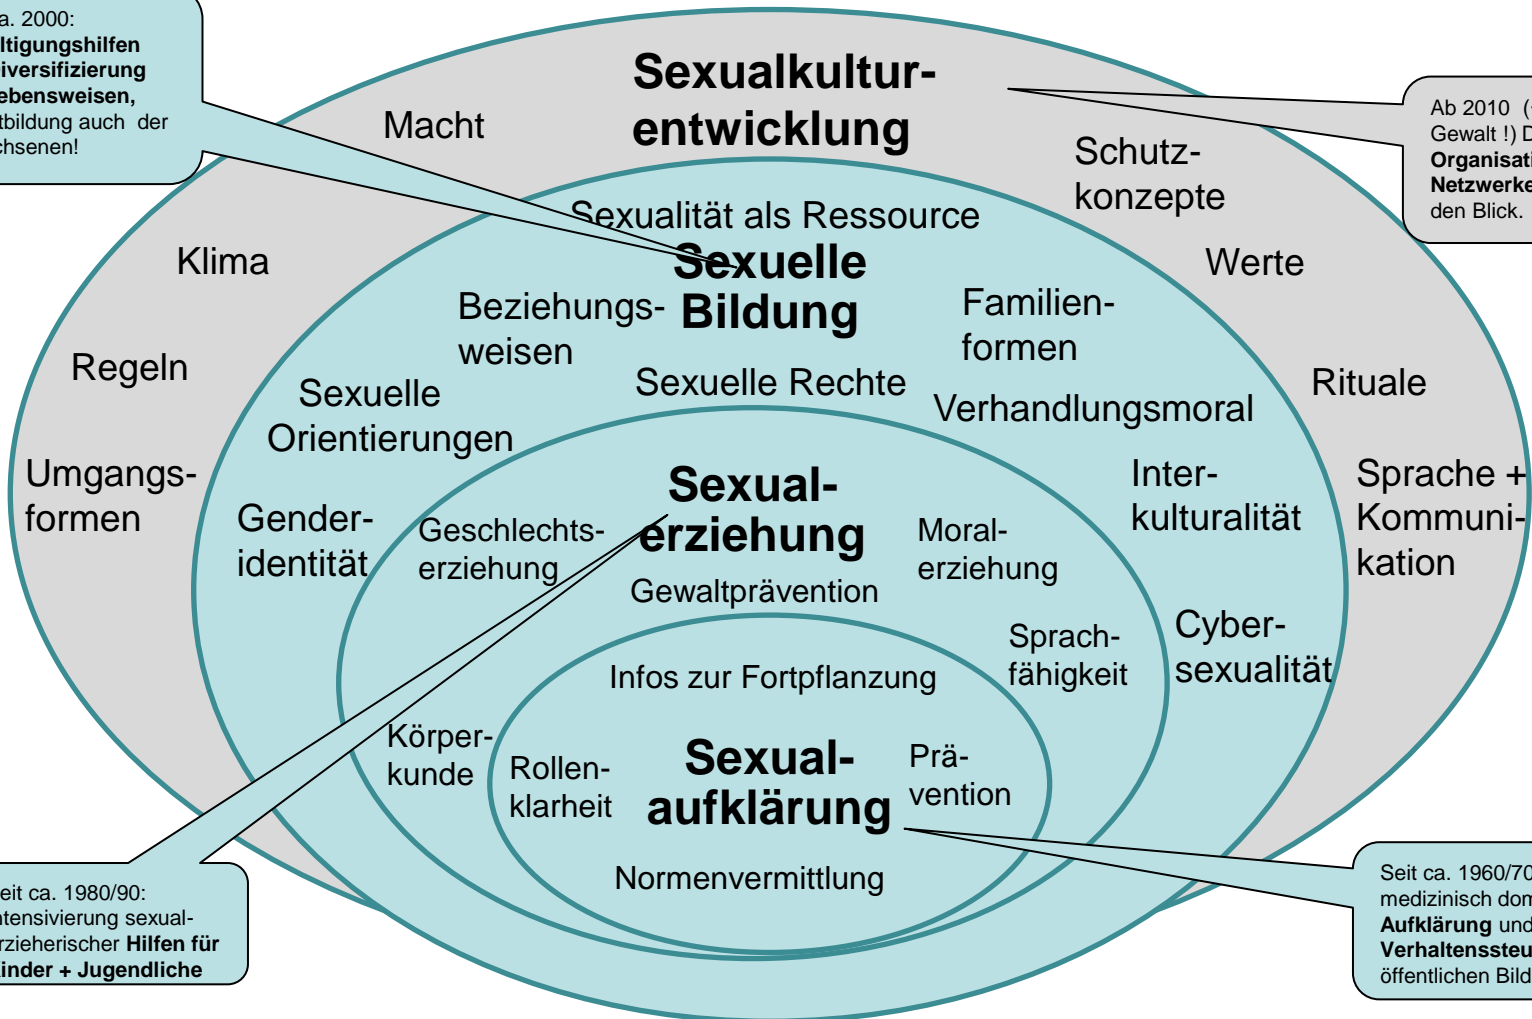 a. 2000:
ltigungshilfen
iversifizierung
ebensweisen,
tbildung auch der
chsenen!
Sexualkultur-
entwicklung
Macht
Schutz-
konzepte
Ab 2010 (
Gewalt !) D
Organisati
Netzwerke
den Blick.
Klima
Werte
Regeln
Rituale
Umgangs-
formen
Sprache +
Kommuni-
kation
Sexualität als Ressource
Sexuelle
Bildung
Beziehungs-
weisen
Familien-
formen
Sexuelle Rechte
Sexuelle
Orientierungen
Verhandlungsmoral
Gender-
identität
Inter-
kulturalität
Cyber-
sexualität
Sexual-
erziehung
Geschlechts-
erziehung
Moral-
erziehung
Gewaltprävention
Sprach-
fähigkeit
Körper-
kunde
Infos zur Fortpflanzung
Sexual-
aufklärung
Rollen-
klarheit
Prä-
vention
Normenvermittlung
eit ca. 1980/90:
ntensivierung sexual-
rzieherischer Hilfen für
Kinder + Jugendliche
Seit ca. 1960/70
medizinisch dom
Aufklärung und
Verhaltenssteu
öffentlichen Bild